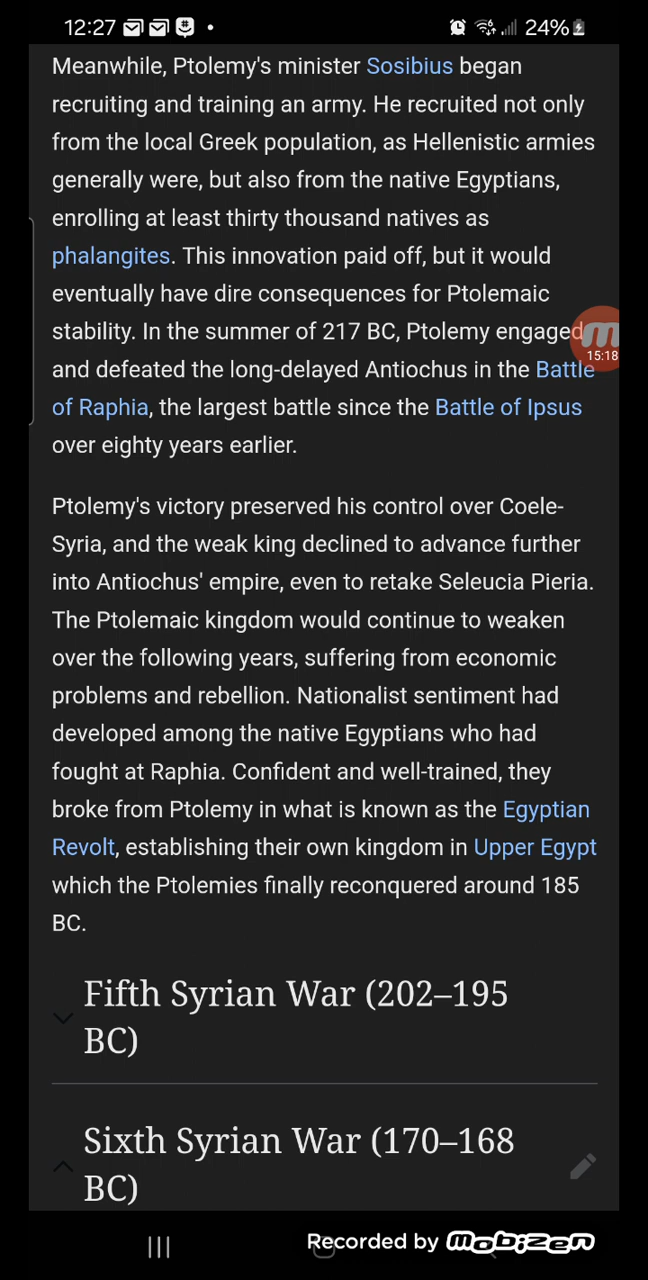 12:27
24%
Meanwhile, Ptolemy's minister Sosibius began
recruiting and training an army. He recruited not only
from the local Greek population, as Hellenistic armies
generally were, but also from the native Egyptians,
enrolling at least thirty thousand natives as
phalangites. This innovation paid off, but it would
eventually have dire consequences for Ptolemaic
stability. In the summer of 217 BC, Ptolemy engaged
15:18
and defeated the long-delayed Antiochus in the Battle
of Raphia, the largest battle since the Battle of Ipsus
over eighty years earlier.
Ptolemy's victory preserved his control over Coele-
Syria, and the weak king declined to advance further
into Antiochus' empire, even to retake Seleucia Pieria.
The Ptolemaic kingdom would continue to weaken
over the following years, suffering from economic
problems and rebellion. Nationalist sentiment had
developed among the native Egyptians who had
fought at Raphia. Confident and well-trained, they
broke from Ptolemy in what is known as the Egyptian
Revolt, establishing their own kingdom in Upper Egypt
which the Ptolemies finally reconquered around 185
BC.
Fifth Syrian War (202–195
BC)
Sixth Syrian War (170–168
BC)
Recorded by mobizen